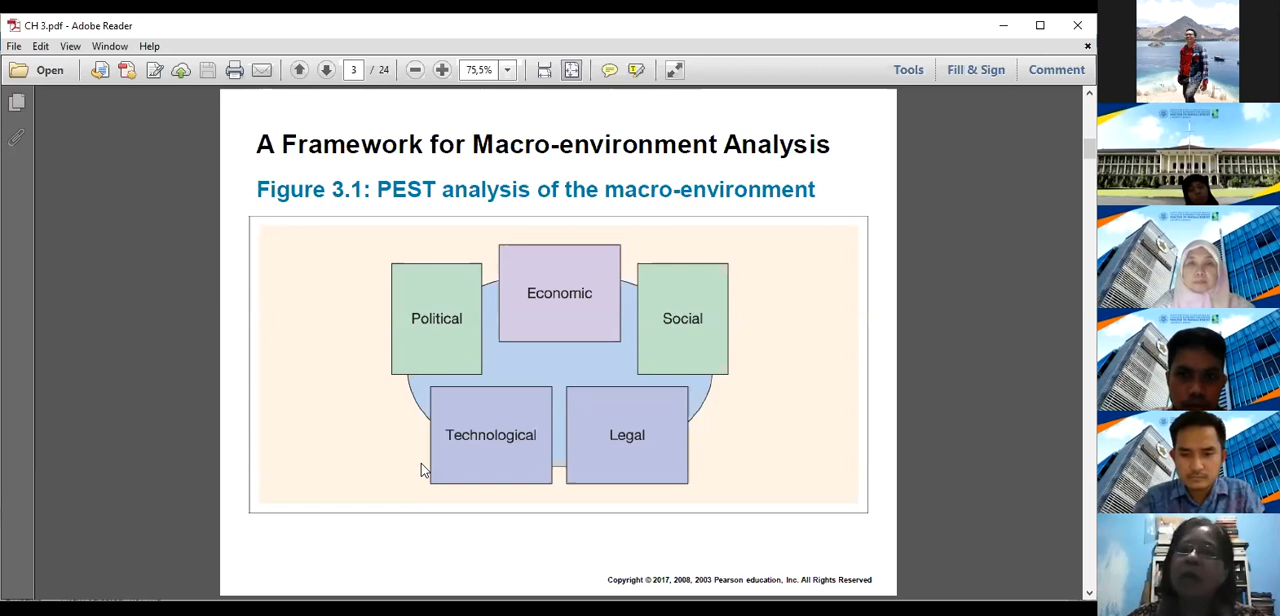 CH 3.pdf - Adobe Reader
File Edit View Window Help
Open 3 / 24 75,5% Tools Fill & Sign Comment
A Framework for Macro-environment Analysis
Figure 3.1: PEST analysis of the macro-environment
Economic
Political
Social
Technological
Legal
Copyright © 2017, 2008, 2003 Pearson education, Inc. All Rights Reserved